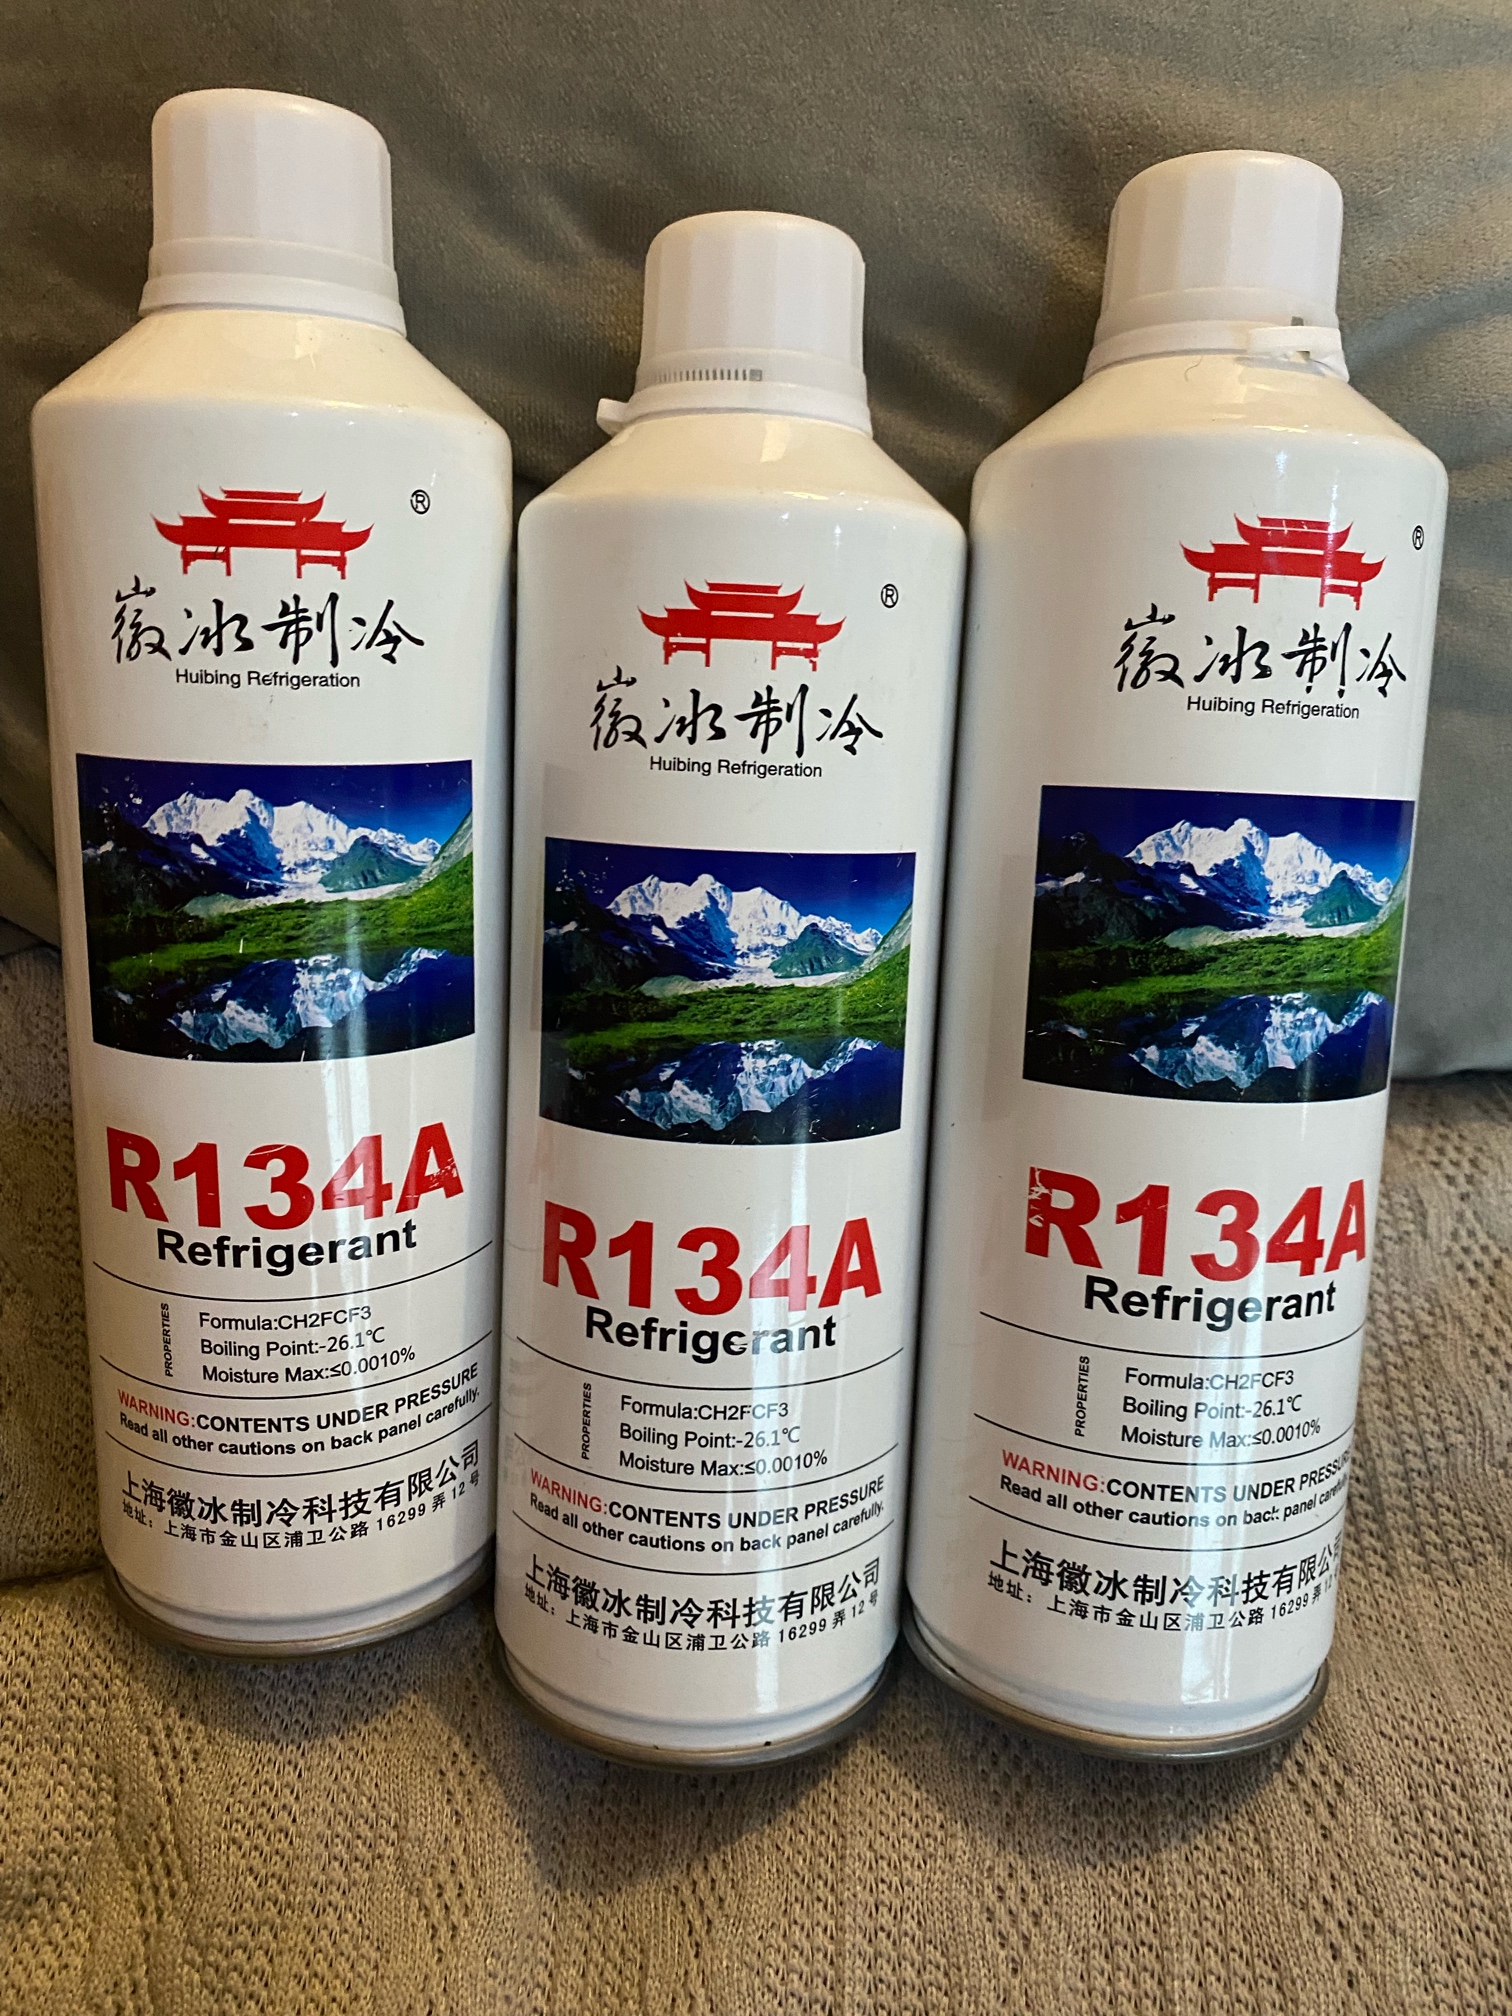 ®
徽冰制冷
Huibing Refrigeration
R134A
Refrigerant
PROPERTIES
Formula:CH2FCF3
Boiling Point:-26.1℃
Moisture Max:≤0.0010%
WARNING:CONTENTS UNDER PRESSURE
Read all other cautions on back panel carefully.
上海徽冰制冷科技有限公司
地址：上海市金山区浦卫公路16299弄12号
®
徽冰制冷
Huibing Refrigeration
R134A
Refrigerant
PROPERTIES
Formula:CH2FCF3
Boiling Point:-26.1℃
Moisture Max:≤0.0010%
WARNING:CONTENTS UNDER PRESSURE
Read all other cautions on back panel carefully.
上海徽冰制冷科技有限公司
地址：上海市金山区浦卫公路16299弄12号
®
徽冰制冷
Huibing Refrigeration
R134A
Refrigerant
PROPERTIES
Formula:CH2FCF3
Boiling Point:-26.1℃
Moisture Max:≤0.0010%
WARNING:CONTENTS UNDER PRESSURE
Read all other cautions on back panel carefully
上海徽冰制冷科技有限公司
地址：上海市金山区浦卫公路16299弄12